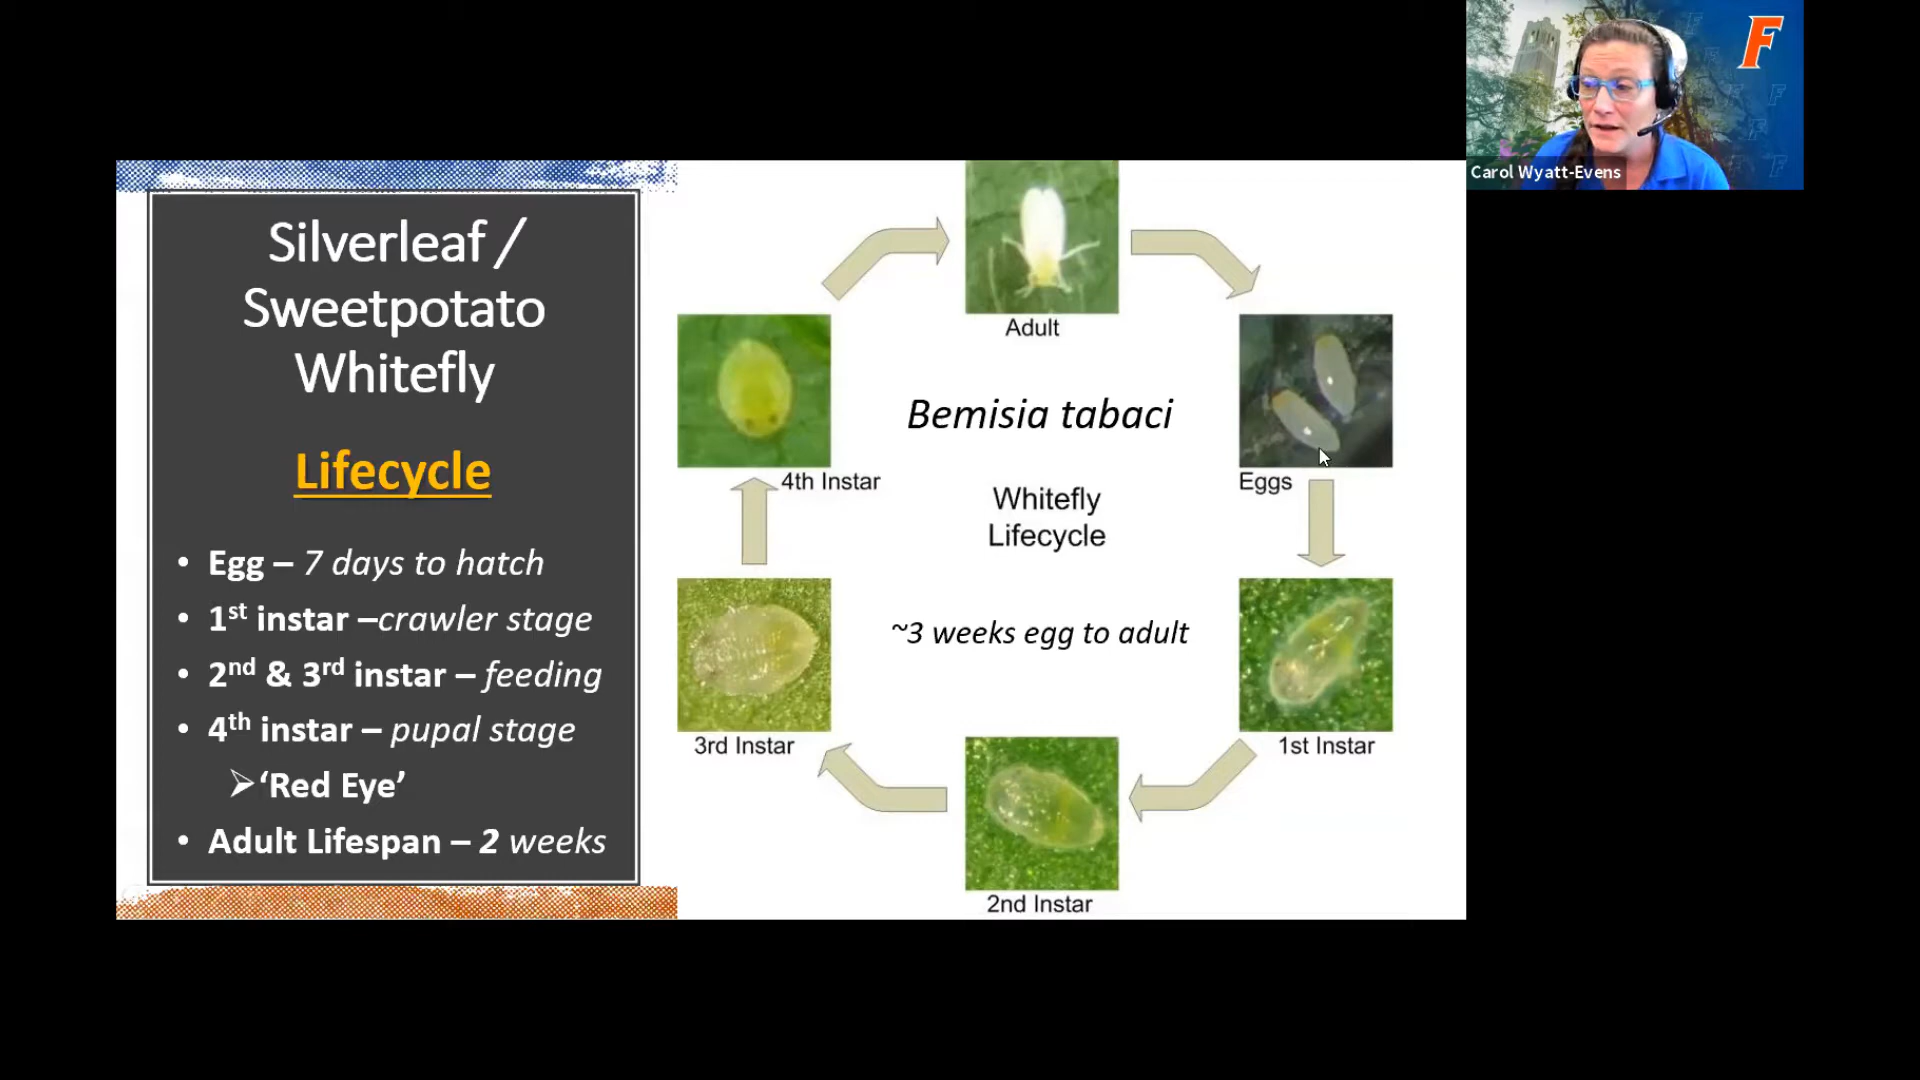 F
Carol Wyatt-Evens
Silverleaf /
Sweetpotato
Whitefly
Lifecycle
• Egg – 7 days to hatch
• 1st instar –crawler stage
• 2nd & 3rd instar – feeding
• 4th instar – pupal stage
➢ ‘Red Eye’
• Adult Lifespan – 2 weeks
Adult
Bemisia tabaci
Eggs
4th Instar
Whitefly
Lifecycle
~3 weeks egg to adult
3rd Instar
1st Instar
2nd Instar